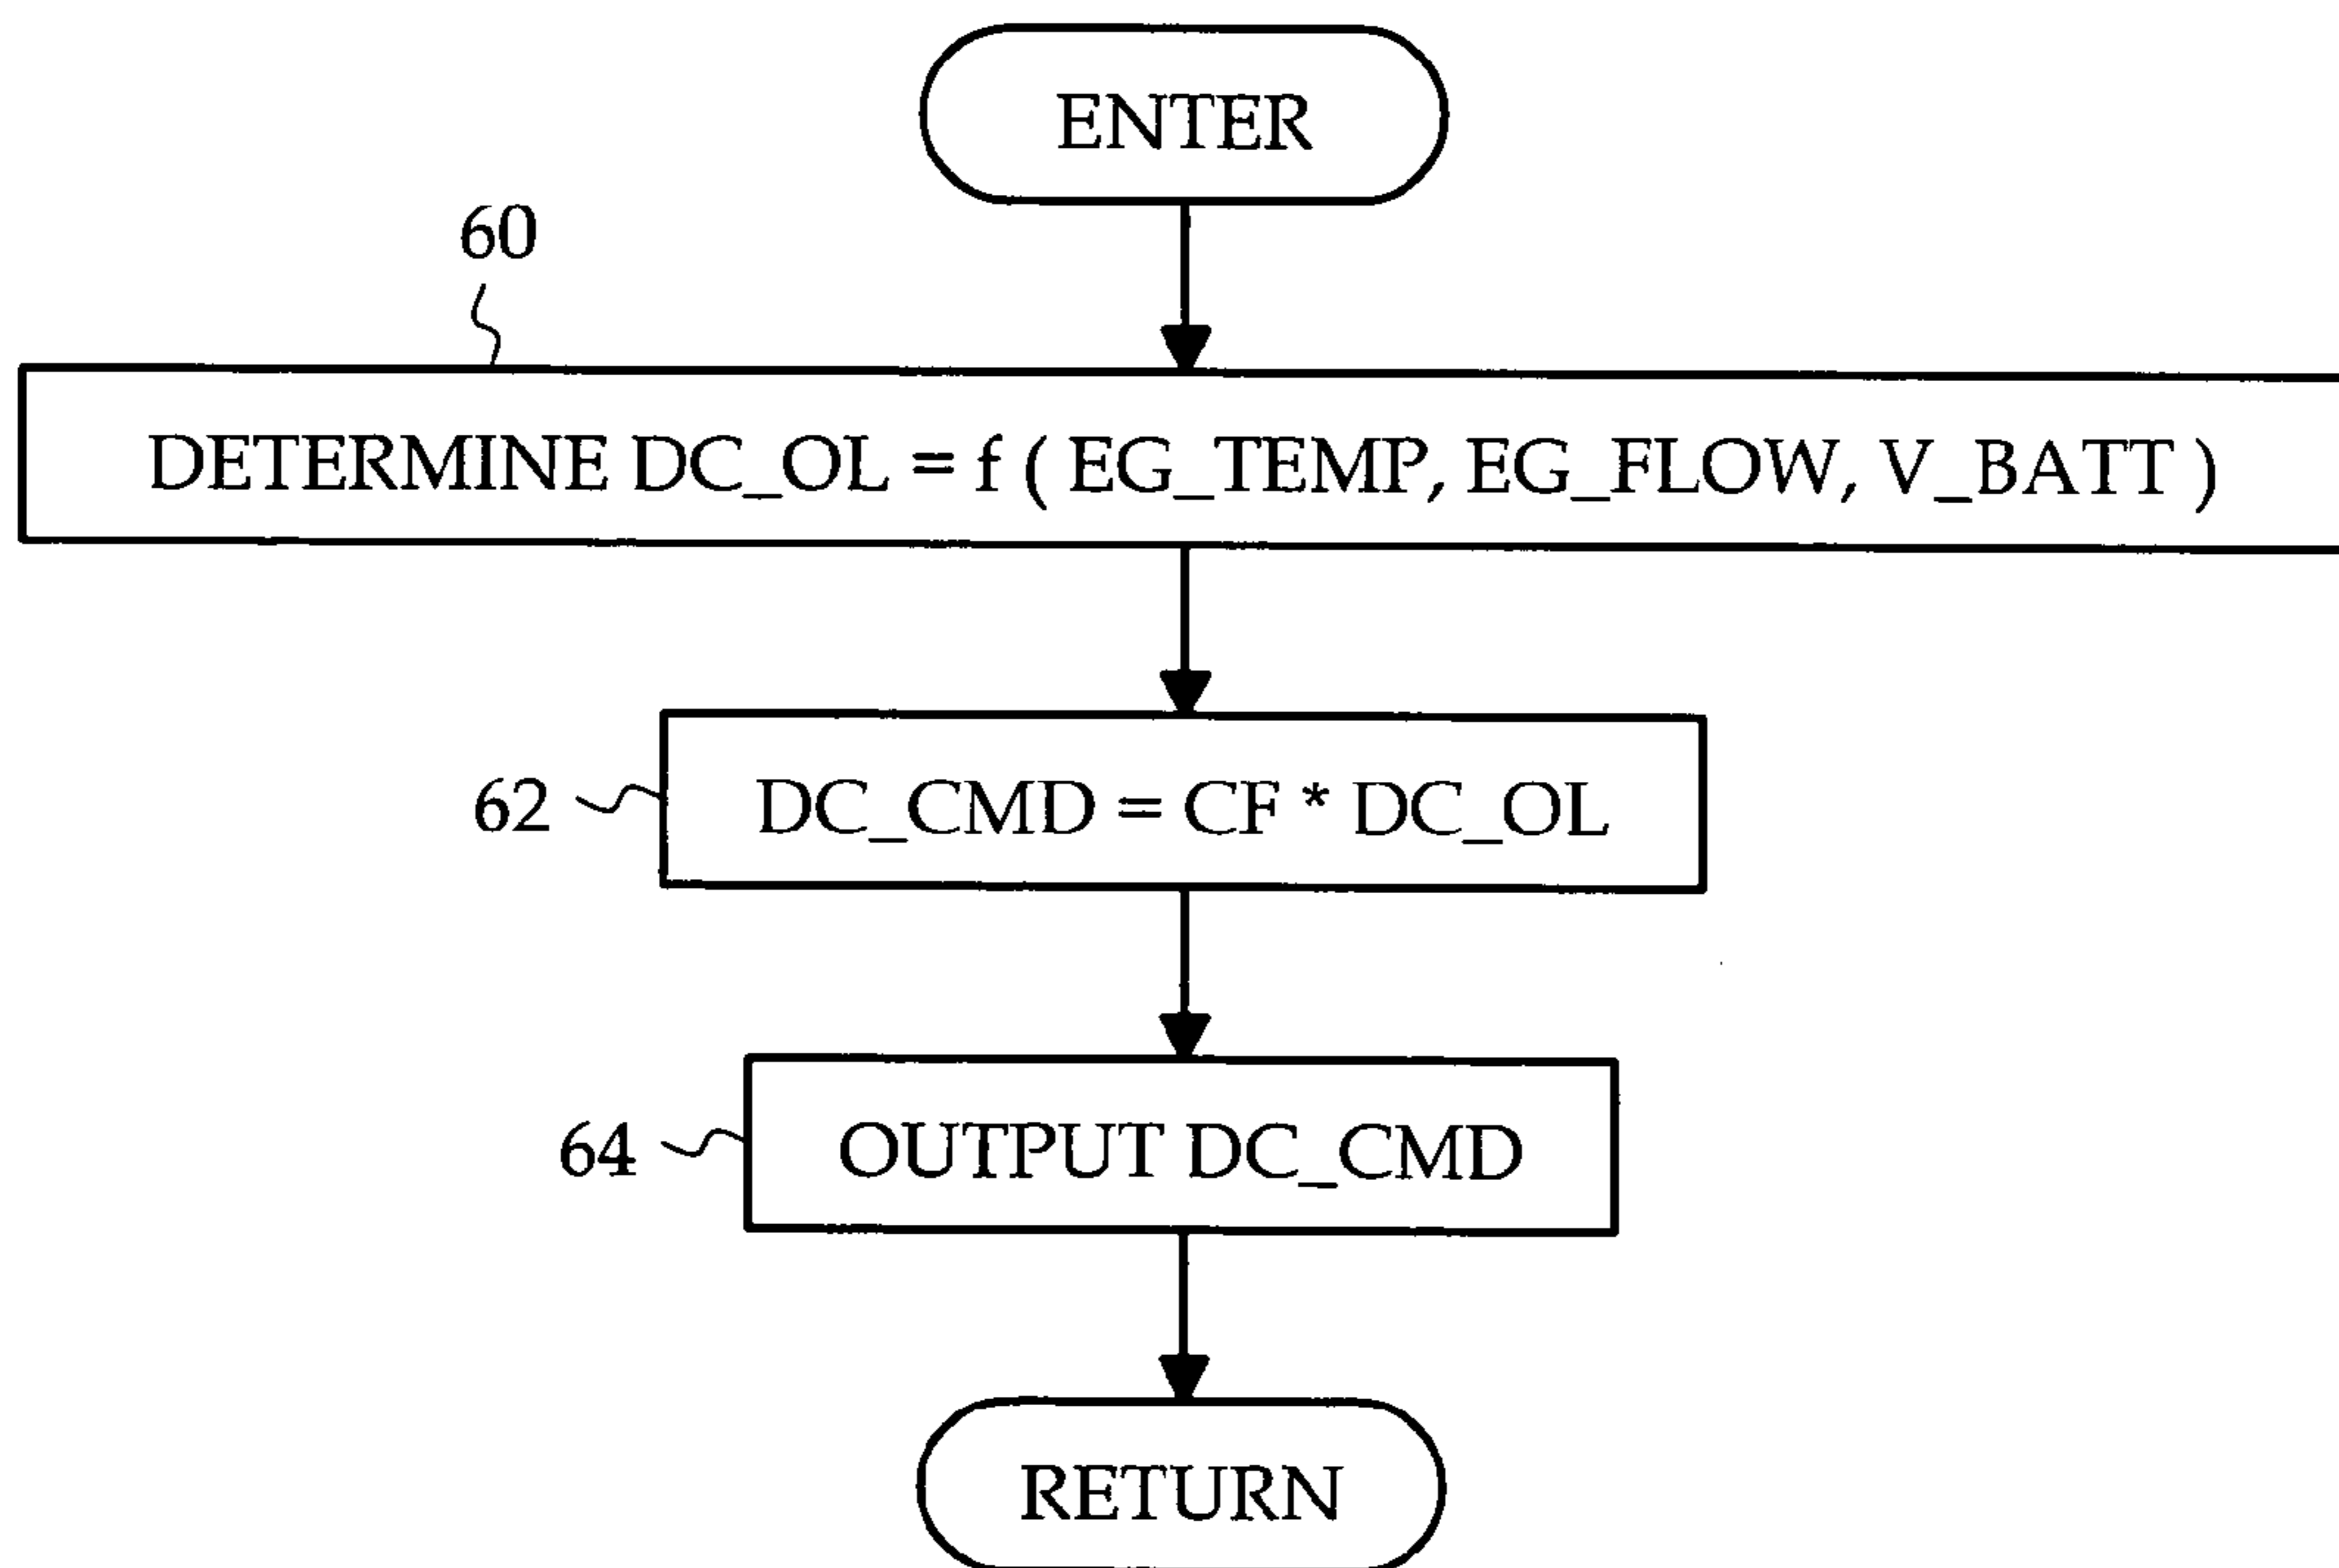 ENTER
60
DETERMINE DC_OL = f ( EG_TEMP, EG_FLOW, V_BATT )
62
DC_CMD = CF * DC_OL
64
OUTPUT DC_CMD
RETURN